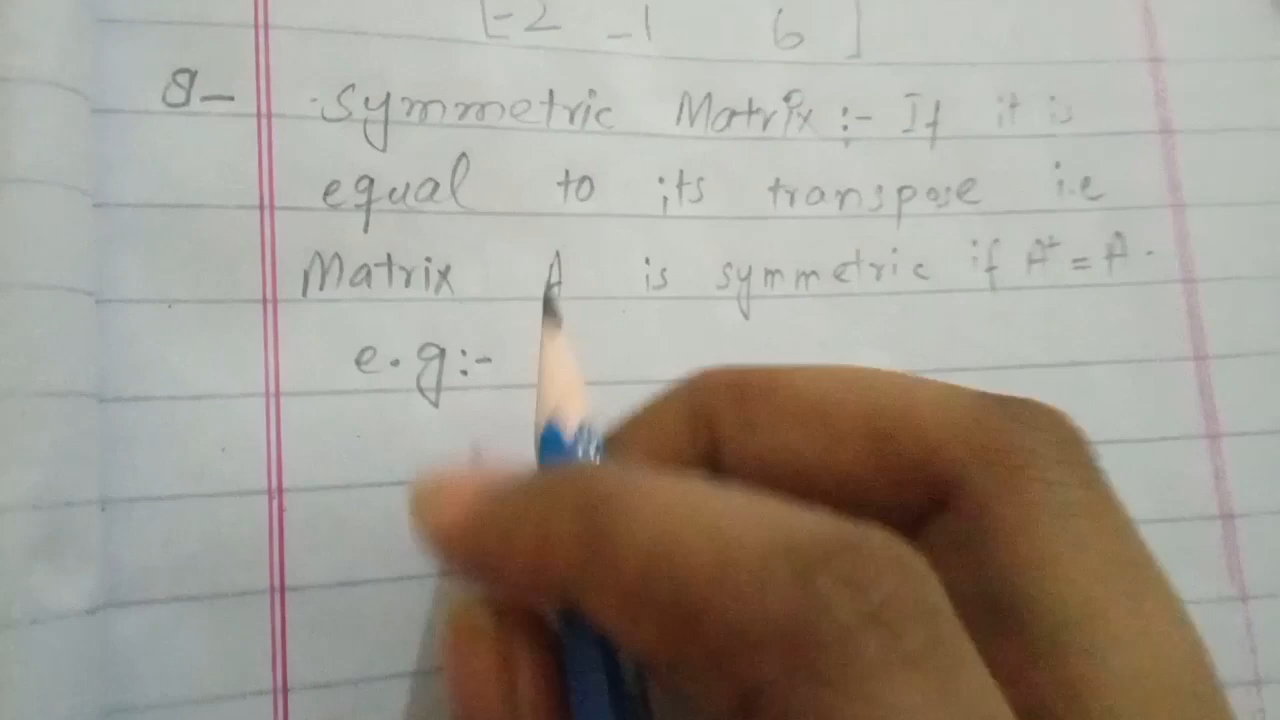 [-2 -1 6]
8- Symmetric Matrix :- If it is
equal to its transpose i.e
Matrix A is symmetric if Aᵗ = A.
e.g:-